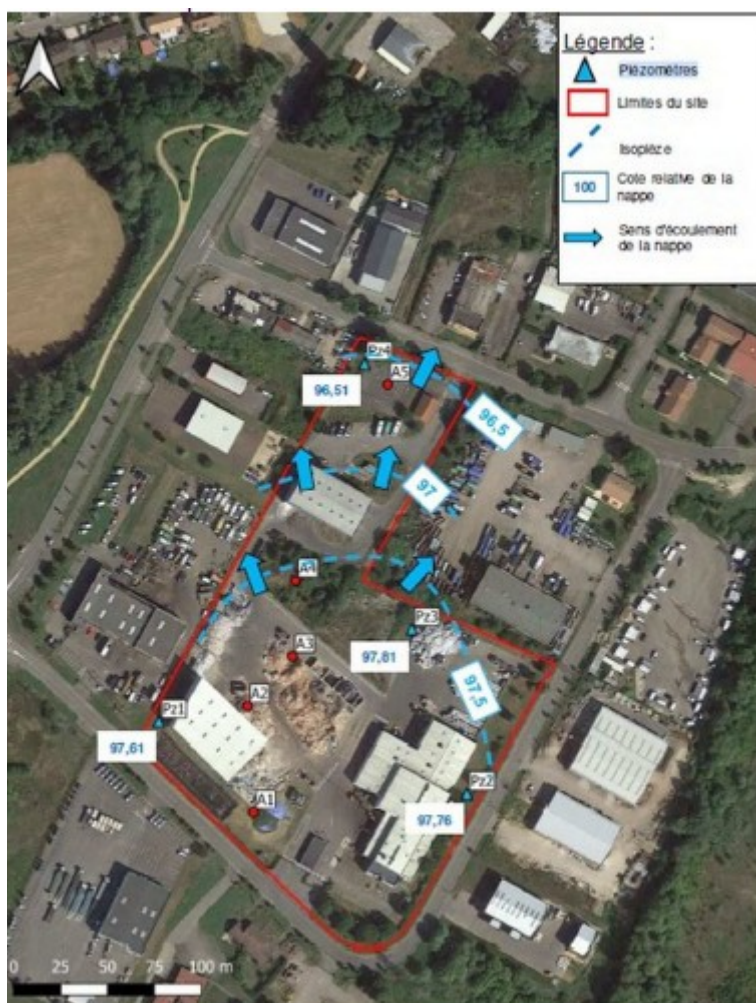 Légende :
Piézomètres
Limites du site
Isopièze
100
Cote relative de la
nappe
Sens d'écoulement
de la nappe
Pz4
A5
96,51
96,5
97
A4
Pz3
A3
97,81
97,5
A2
Pz1
97,61
Pz2
A1
97,76
0 25 50 75 100 m